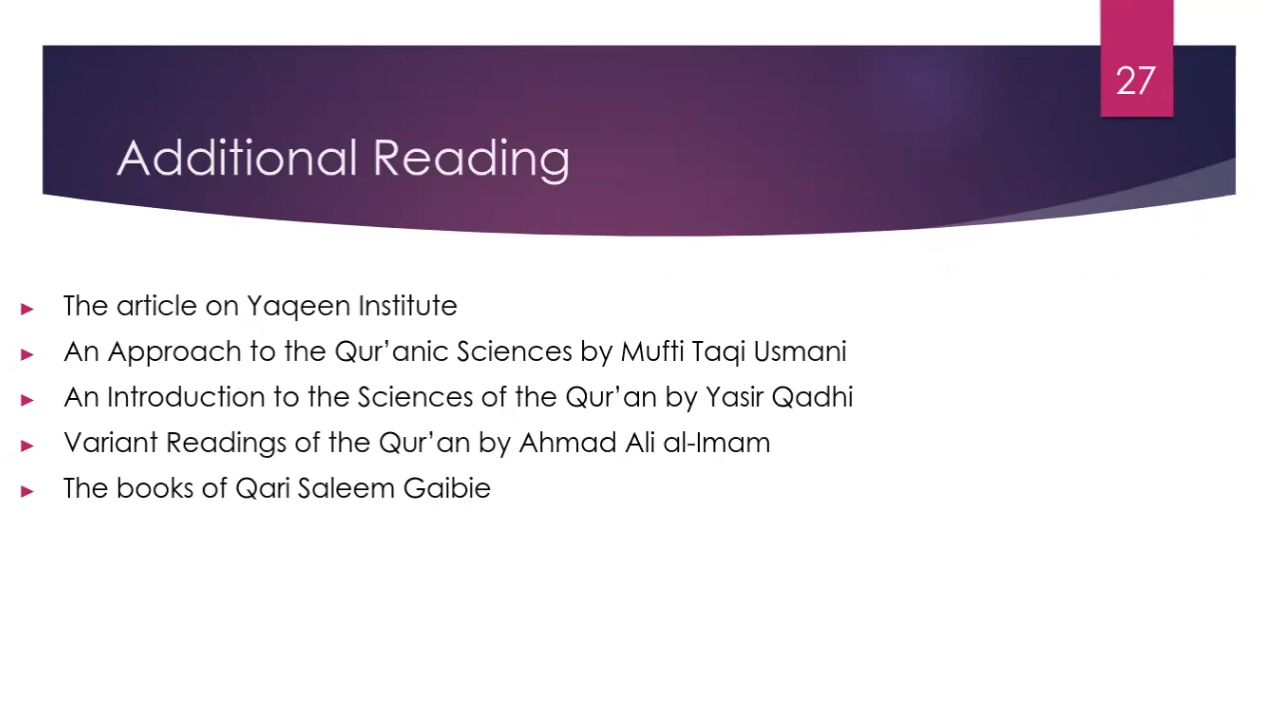 27
Additional Reading
► The article on Yaqeen Institute
► An Approach to the Qur’anic Sciences by Mufti Taqi Usmani
► An Introduction to the Sciences of the Qur’an by Yasir Qadhi
► Variant Readings of the Qur’an by Ahmad Ali al-Imam
► The books of Qari Saleem Gaibie